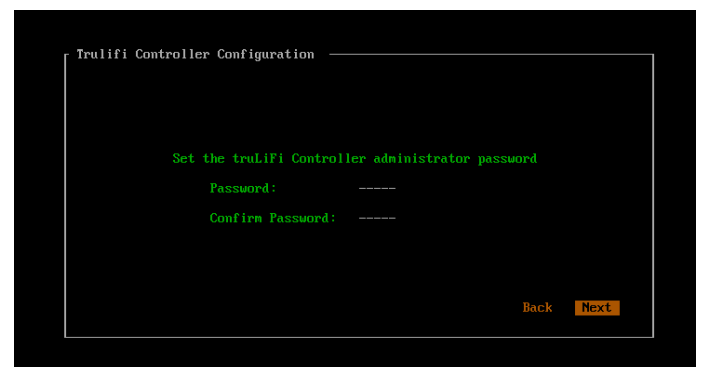 Trulifi Controller Configuration
Set the truLiFi Controller administrator password
Password: -----
Confirm Password: -----
Back Next